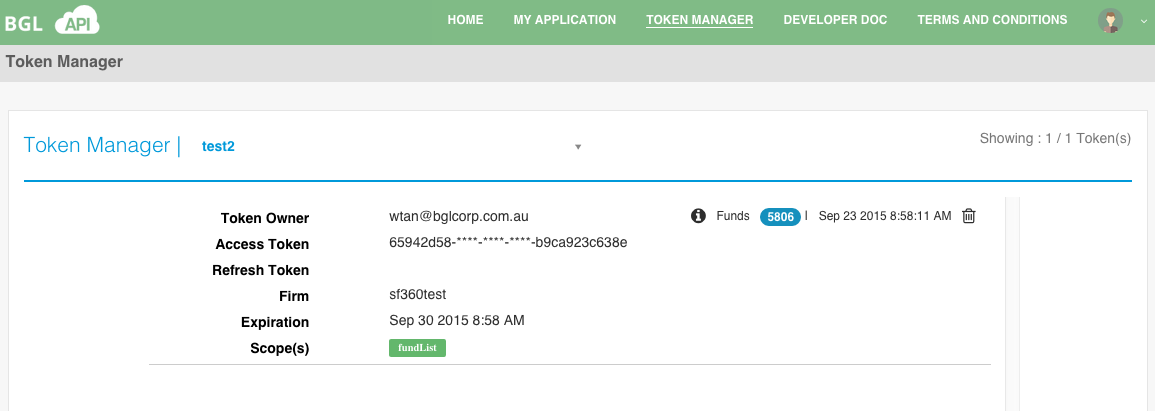 BGL API HOME MY APPLICATION TOKEN MANAGER DEVELOPER DOC TERMS AND CONDITIONS
Token Manager
Token Manager | test2 Showing : 1 / 1 Token(s)
Token Owner wtan@bglcorp.com.au Funds 5806 | Sep 23 2015 8:58:11 AM
Access Token 65942d58-****-****-****-b9ca923c638e
Refresh Token
Firm sf360test
Expiration Sep 30 2015 8:58 AM
Scope(s) fundList